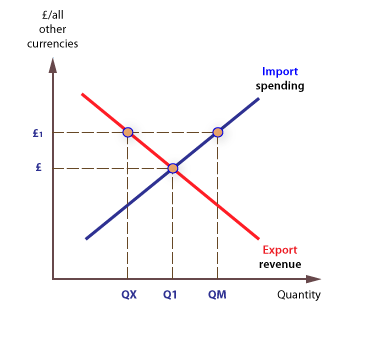 £/all
other
currencies
Import
spending
£1
£
Export
revenue
QX
Q1
QM
Quantity